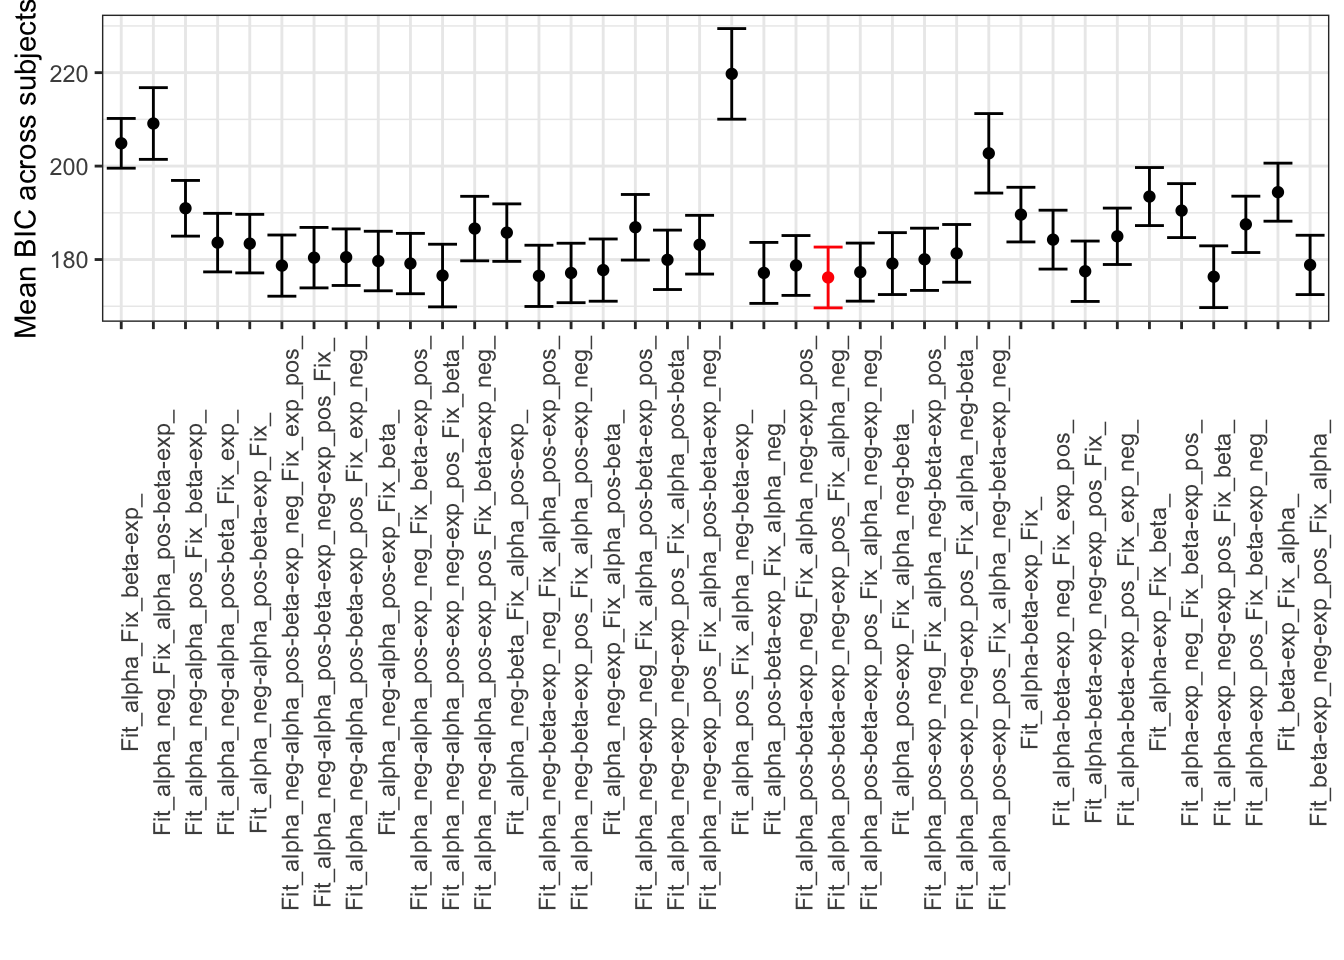 Mean BIC across subjects
220
200
180
Fit_alpha_Fix_beta-exp_
Fit_alpha_neg_Fix_alpha_pos-beta-exp_
Fit_alpha_neg-alpha_pos_Fix_beta-exp_
Fit_alpha_neg-alpha_pos-beta_Fix_exp_
Fit_alpha_neg-alpha_pos-beta-exp_Fix_
Fit_alpha_neg-alpha_pos-beta-exp_neg_Fix_exp_pos_
Fit_alpha_neg-alpha_pos-beta-exp_neg-exp_pos_Fix_
Fit_alpha_neg-alpha_pos-beta-exp_pos_Fix_exp_neg_
Fit_alpha_neg-alpha_pos-exp_Fix_beta_
Fit_alpha_neg-alpha_pos-exp_neg_Fix_beta-exp_pos_
Fit_alpha_neg-alpha_pos-exp_neg-exp_pos_Fix_beta_
Fit_alpha_neg-alpha_pos-exp_pos_Fix_beta-exp_neg_
Fit_alpha_neg-beta_Fix_alpha_pos-exp_
Fit_alpha_neg-beta-exp_neg_Fix_alpha_pos-exp_pos_
Fit_alpha_neg-beta-exp_pos_Fix_alpha_pos-exp_neg_
Fit_alpha_neg-exp_Fix_alpha_pos-beta_
Fit_alpha_neg-exp_neg_Fix_alpha_pos-beta-exp_pos_
Fit_alpha_neg-exp_neg-exp_pos_Fix_alpha_pos-beta_
Fit_alpha_neg-exp_pos_Fix_alpha_pos-beta-exp_neg_
Fit_alpha_pos_Fix_alpha_neg-beta-exp_
Fit_alpha_pos-beta-exp_Fix_alpha_neg_
Fit_alpha_pos-beta-exp_neg_Fix_alpha_neg-exp_pos_
Fit_alpha_pos-beta-exp_neg-exp_pos_Fix_alpha_neg_
Fit_alpha_pos-beta-exp_pos_Fix_alpha_neg-exp_neg_
Fit_alpha_pos-exp_Fix_alpha_neg-beta_
Fit_alpha_pos-exp_neg_Fix_alpha_neg-beta-exp_pos_
Fit_alpha_pos-exp_neg-exp_pos_Fix_alpha_neg-beta_
Fit_alpha_pos-exp_pos_Fix_alpha_neg-beta-exp_neg_
Fit_alpha-beta-exp_Fix_
Fit_alpha-beta-exp_neg_Fix_exp_pos_
Fit_alpha-beta-exp_neg-exp_pos_Fix_
Fit_alpha-beta-exp_pos_Fix_exp_neg_
Fit_alpha-exp_Fix_beta_
Fit_alpha-exp_neg_Fix_beta-exp_pos_
Fit_alpha-exp_neg-exp_pos_Fix_beta_
Fit_alpha-exp_pos_Fix_beta-exp_neg_
Fit_beta-exp_Fix_alpha_
Fit_beta-exp_neg-exp_pos_Fix_alpha_